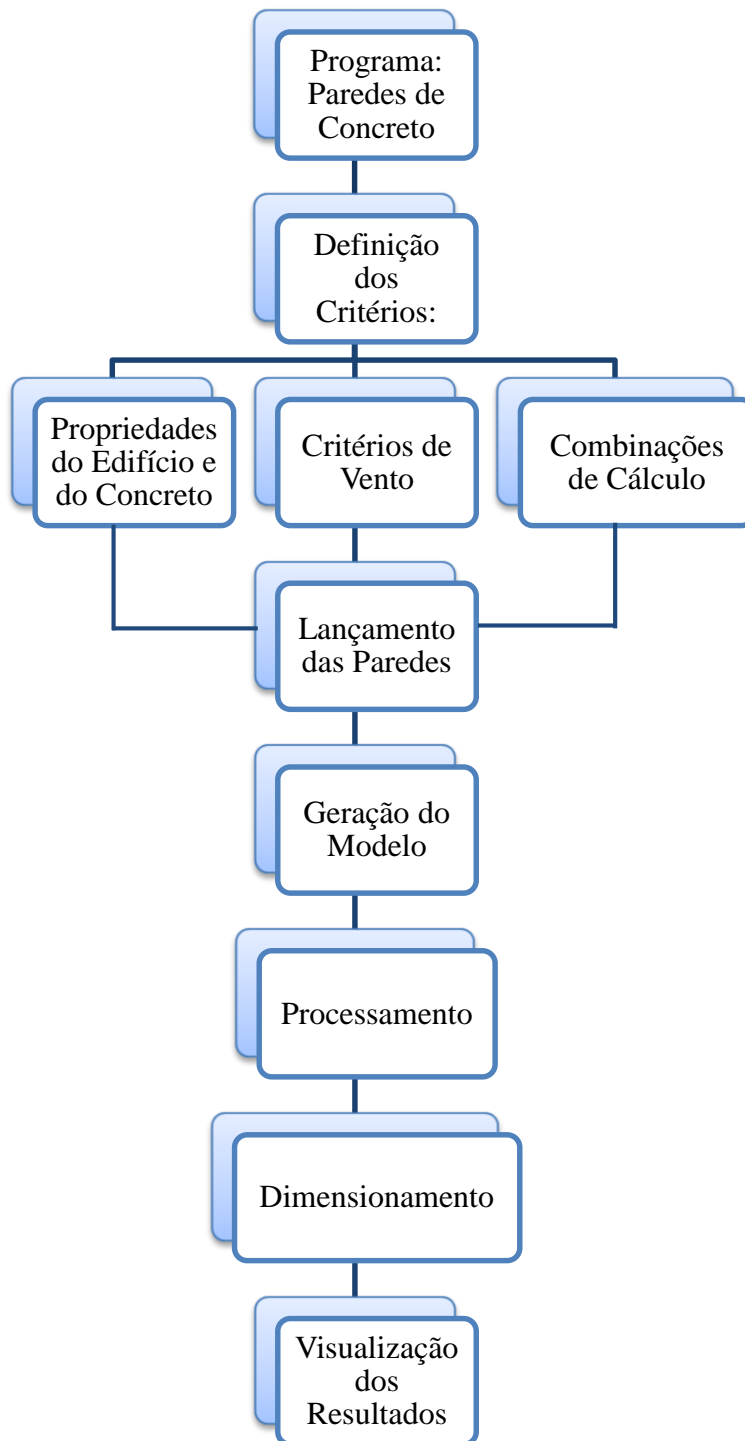 Programa:
Paredes de
Concreto
Definição
dos
Critérios:
Propriedades
do Edifício e
do Concreto
Critérios de
Vento
Combinações
de Cálculo
Lançamento
das Paredes
Geração do
Modelo
Processamento
Dimensionamento
Visualização
dos
Resultados